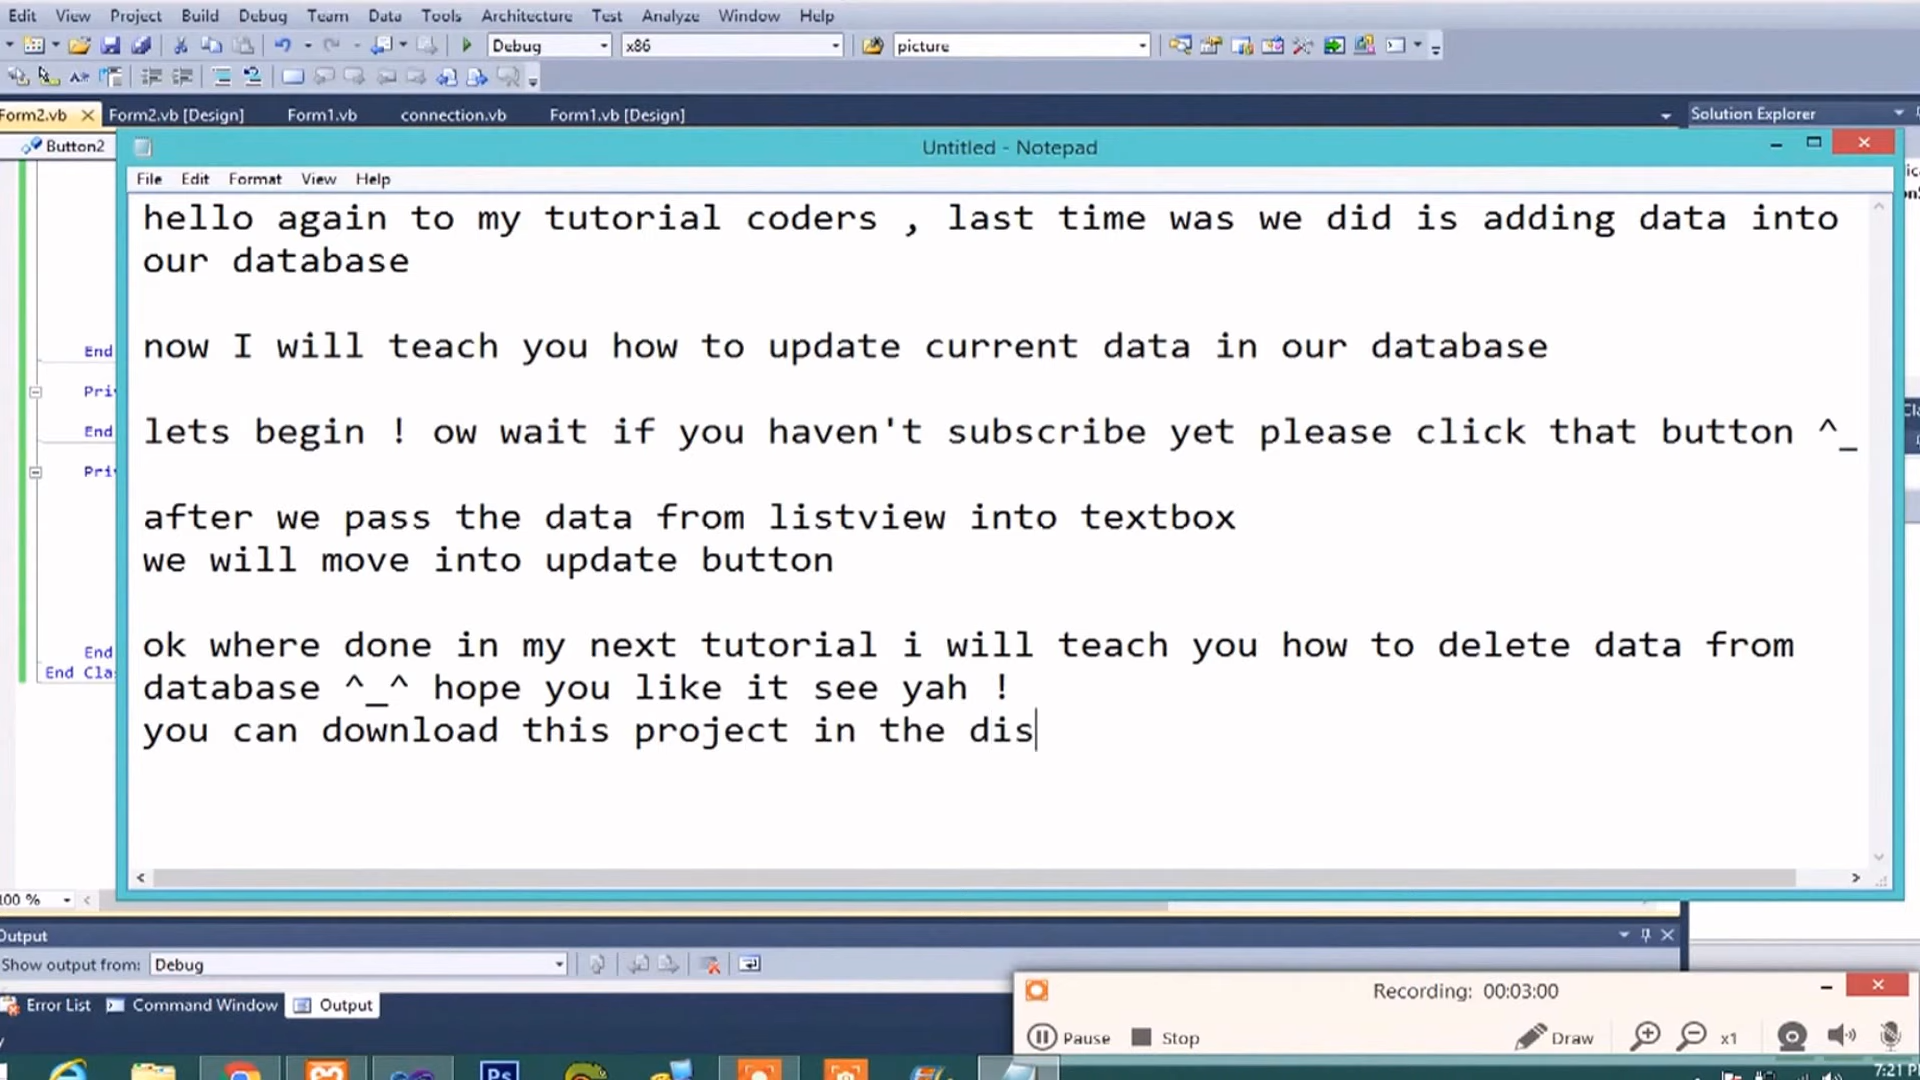 Edit View Project Build Debug Team Data Tools Architecture Test Analyze Window Help
Debug x86 picture
Form2.vb Form2.vb [Design] Form1.vb connection.vb Form1.vb [Design] Solution Explorer
Button2
Untitled - Notepad
File Edit Format View Help
hello again to my tutorial coders , last time was we did is adding data into
our database
now I will teach you how to update current data in our database
lets begin ! ow wait if you haven't subscribe yet please click that button ^_
after we pass the data from listview into textbox
we will move into update button
ok where done in my next tutorial i will teach you how to delete data from
database ^_^ hope you like it see yah !
you can download this project in the dis
End
Pri
End
Pri
End
End Cla
100 %
Output
Show output from: Debug
Error List Command Window Output
Recording: 00:03:00
Pause Stop Draw x1
Ps
7:21 P